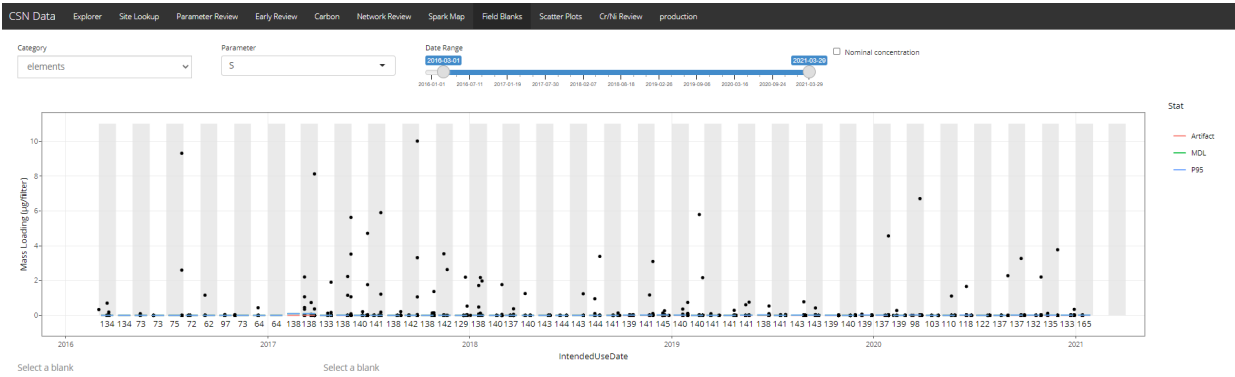 CSN Data Explorer Site Lookup Parameter Review Early Review Carbon Network Review Spark Map Field Blanks Scatter Plots Cr/Ni Review production
Category Parameter Date Range
Nominal concentration
2016-03-01 2021-03-29
elements S
2016-01-01 2016-07-11 2017-01-19 2017-07-30 2018-02-07 2018-08-18 2019-02-26 2019-09-06 2020-03-16 2020-09-24 2021-03-29
Stat
Artifact
MDL
P95
10
8
6
4
2
0
Mass Loading (µg/filter)
134 134 73 73 75 72 62 97 73 64 64 138 138 133 138 140 141 138 142 138 142 129 138 140 137 140 143 144 143 144 141 139 141 145 140 140 141 141 141 138 141 143 143 139 140 139 137 139 98 103 110 118 122 137 137 132 135 133 165
2016 2017 2018 2019 2020 2021
IntendedUseDate
Select a blank Select a blank